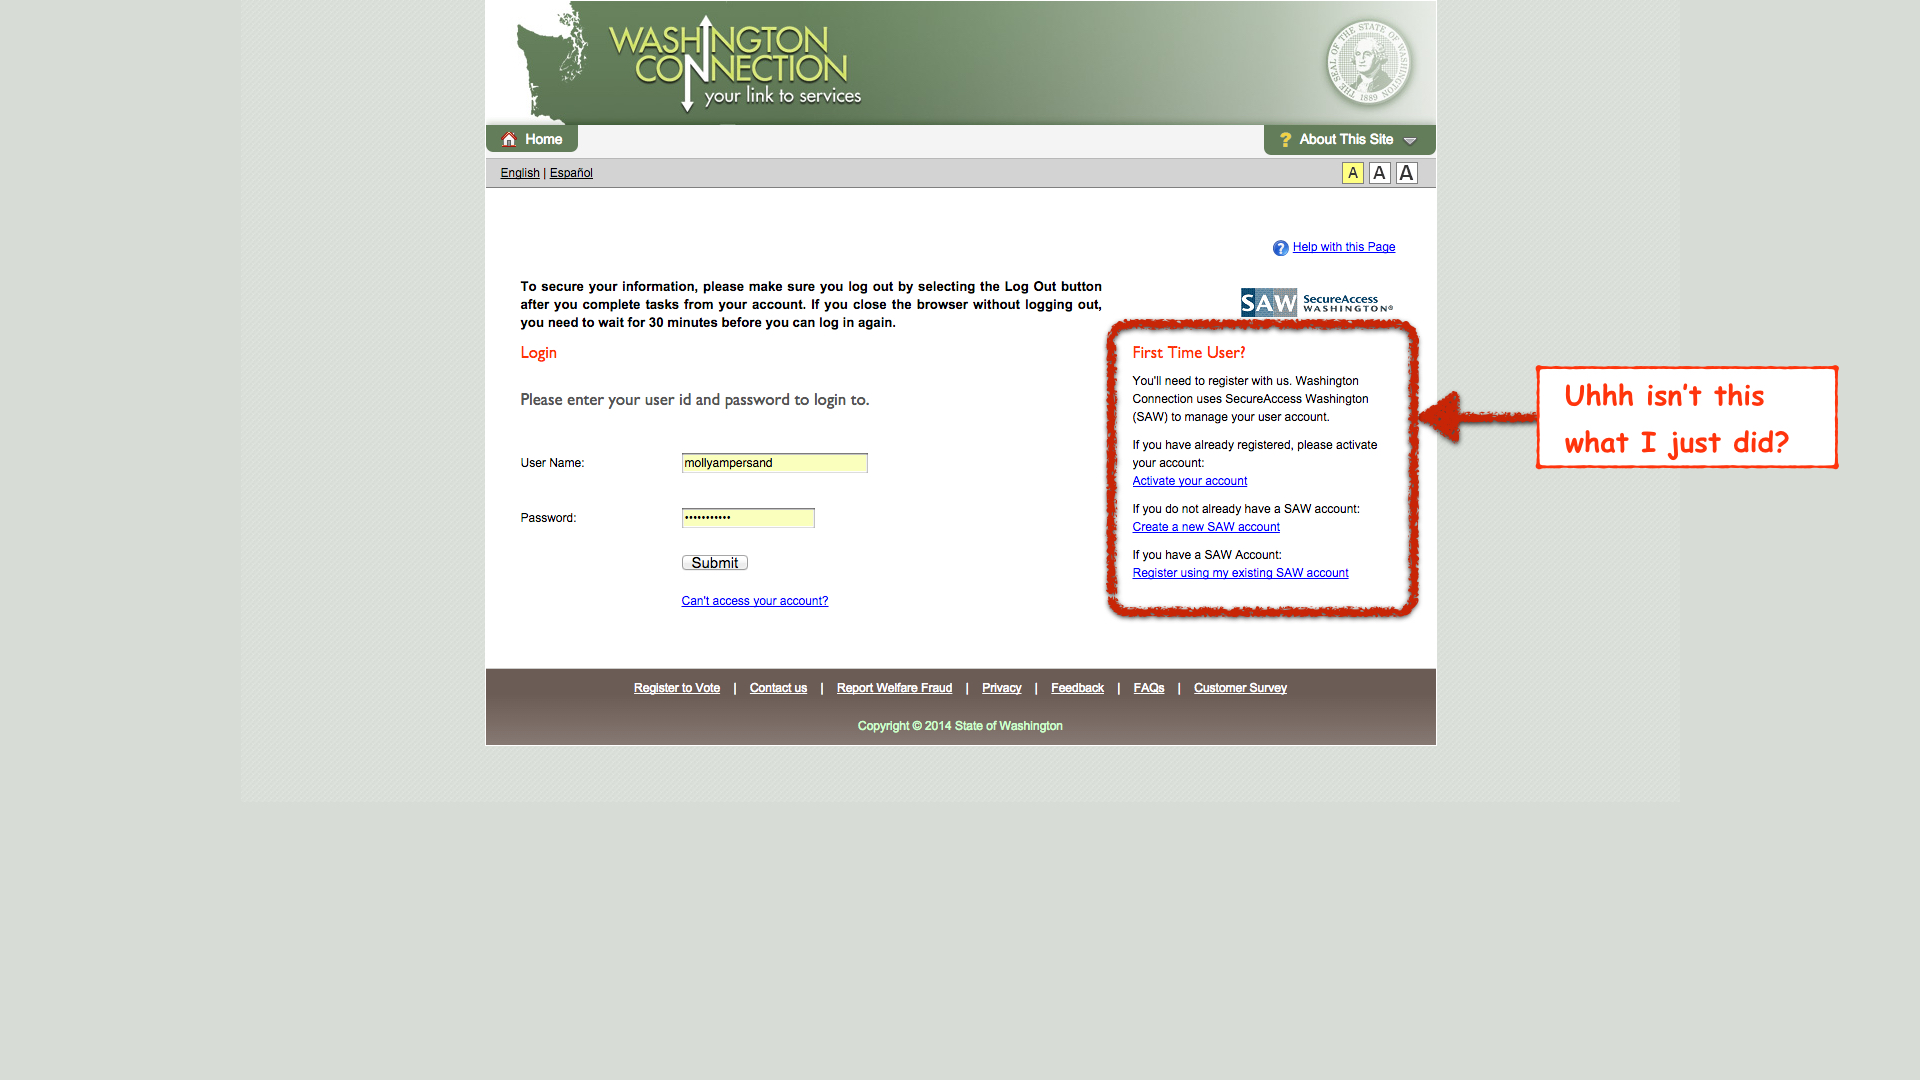 WASHINGTON
CONNECTION
your link to services
THE SEAL OF THE STATE OF WASHINGTON
1889
Home
? About This Site
English | Español
A A A
? Help with this Page
To secure your information, please make sure you log out by selecting the Log Out button
after you complete tasks from your account. If you close the browser without logging out,
you need to wait for 30 minutes before you can log in again.
SAW SecureAccess
WASHINGTON®
Login
Please enter your user id and password to login to.
User Name: mollyampersand
Password: •••••••••••
Submit
Can't access your account?
First Time User?
You'll need to register with us. Washington
Connection uses SecureAccess Washington
(SAW) to manage your user account.
If you have already registered, please activate
your account:
Activate your account
If you do not already have a SAW account:
Create a new SAW account
If you have a SAW Account:
Register using my existing SAW account
Uhhh isn't this
what I just did?
Register to Vote | Contact us | Report Welfare Fraud | Privacy | Feedback | FAQs | Customer Survey
Copyright © 2014 State of Washington